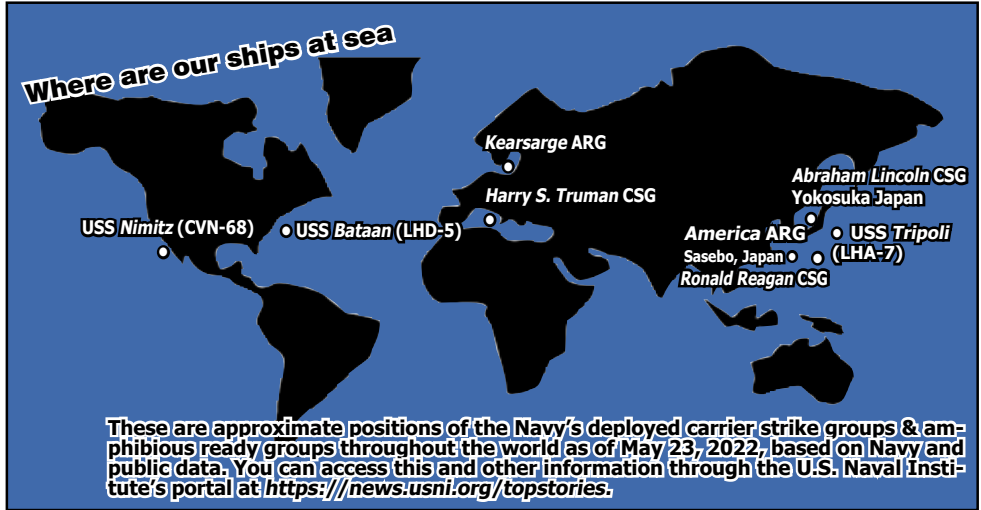 Where are our ships at sea
Kearsarge ARG
Harry S. Truman CSG
Abraham Lincoln CSG
Yokosuka Japan
USS Nimitz (CVN-68)
USS Bataan (LHD-5)
America ARG
USS Tripoli
(LHA-7)
Sasebo, Japan
Ronald Reagan CSG
These are approximate positions of the Navy's deployed carrier strike groups & am-
phibious ready groups throughout the world as of May 23, 2022, based on Navy and
public data. You can access this and other information through the U.S. Naval Insti-
tute's portal at https://news.usni.org/topstories.